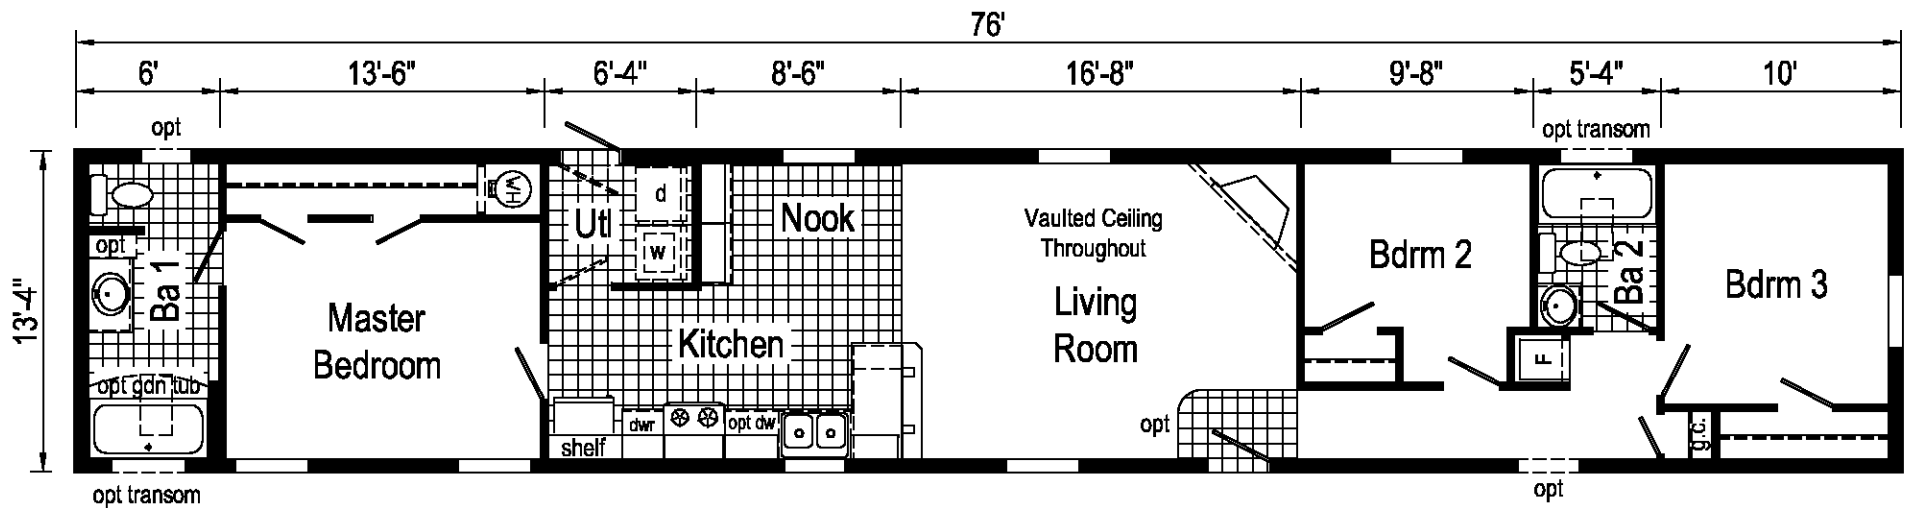 76'
6'
13'-6"
6'-4"
8'-6"
16'-8"
9'-8"
5'-4"
10'
opt
opt transom
13'-4"
WH
d
Utl
w
Nook
Vaulted Ceiling
Throughout
Living
Room
Bdrm 2
Ba 2
Bdrm 3
opt
Ba 1
Master
Bedroom
Kitchen
F
opt gdn tub
shelf
dwr
opt dw
opt
g.c.
opt transom
opt